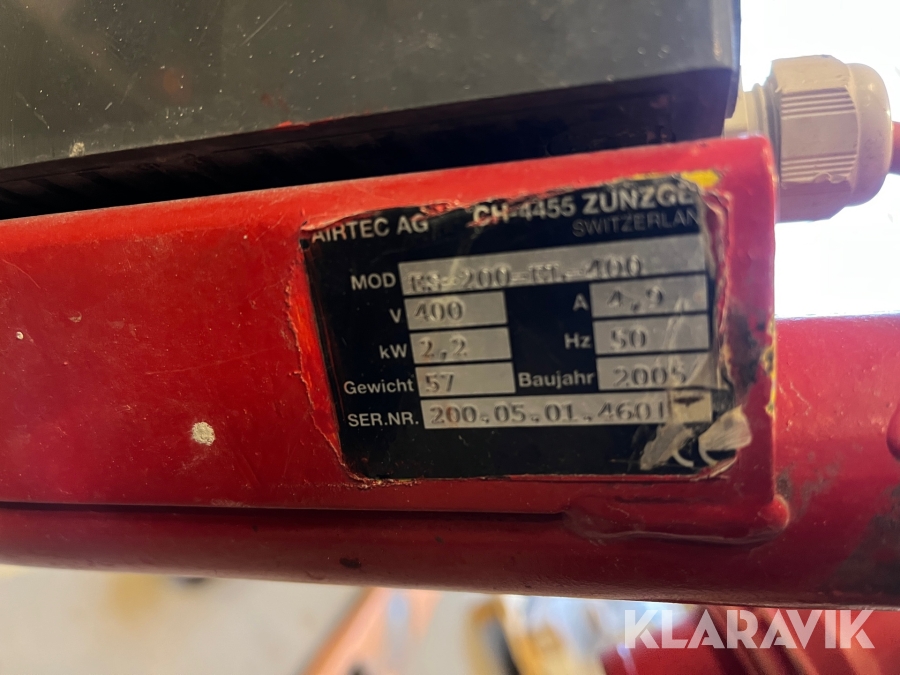 AIRTEC AG CH-4455 ZUNZGE
SWITZERLAN
MOD
V 400 A 4,9
kW 2,2 Hz 50
Gewicht 57 Baujahr 2005
SER.NR. 200.05.01.4601
KLARAVIK